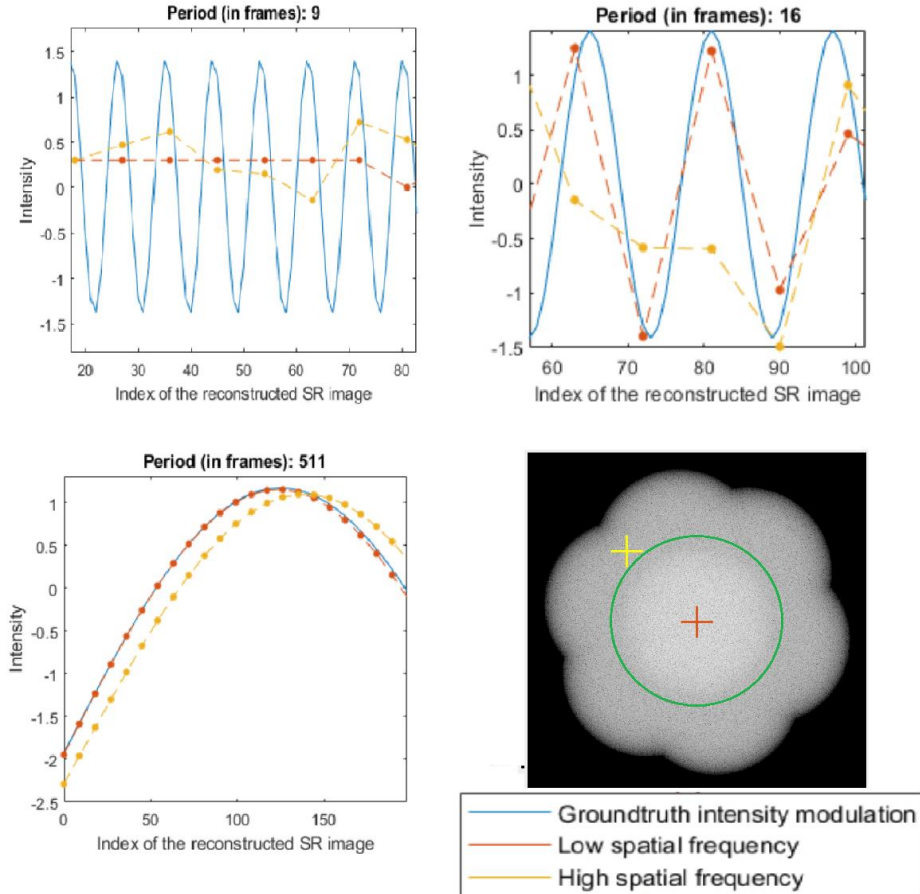 Period (in frames): 9
1.5
1
0.5
0
-0.5
-1
-1.5
Intensity
20 30 40 50 60 70 80
Index of the reconstructed SR image
Period (in frames): 16
1
0.5
0
-0.5
-1
-1.5
Intensity
60 70 80 90 100
Index of the reconstructed SR image
Period (in frames): 511
1
0.5
0
-0.5
-1
-1.5
-2
-2.5
Intensity
0 50 100 150
Index of the reconstructed SR image
Groundtruth intensity modulation
Low spatial frequency
High spatial frequency